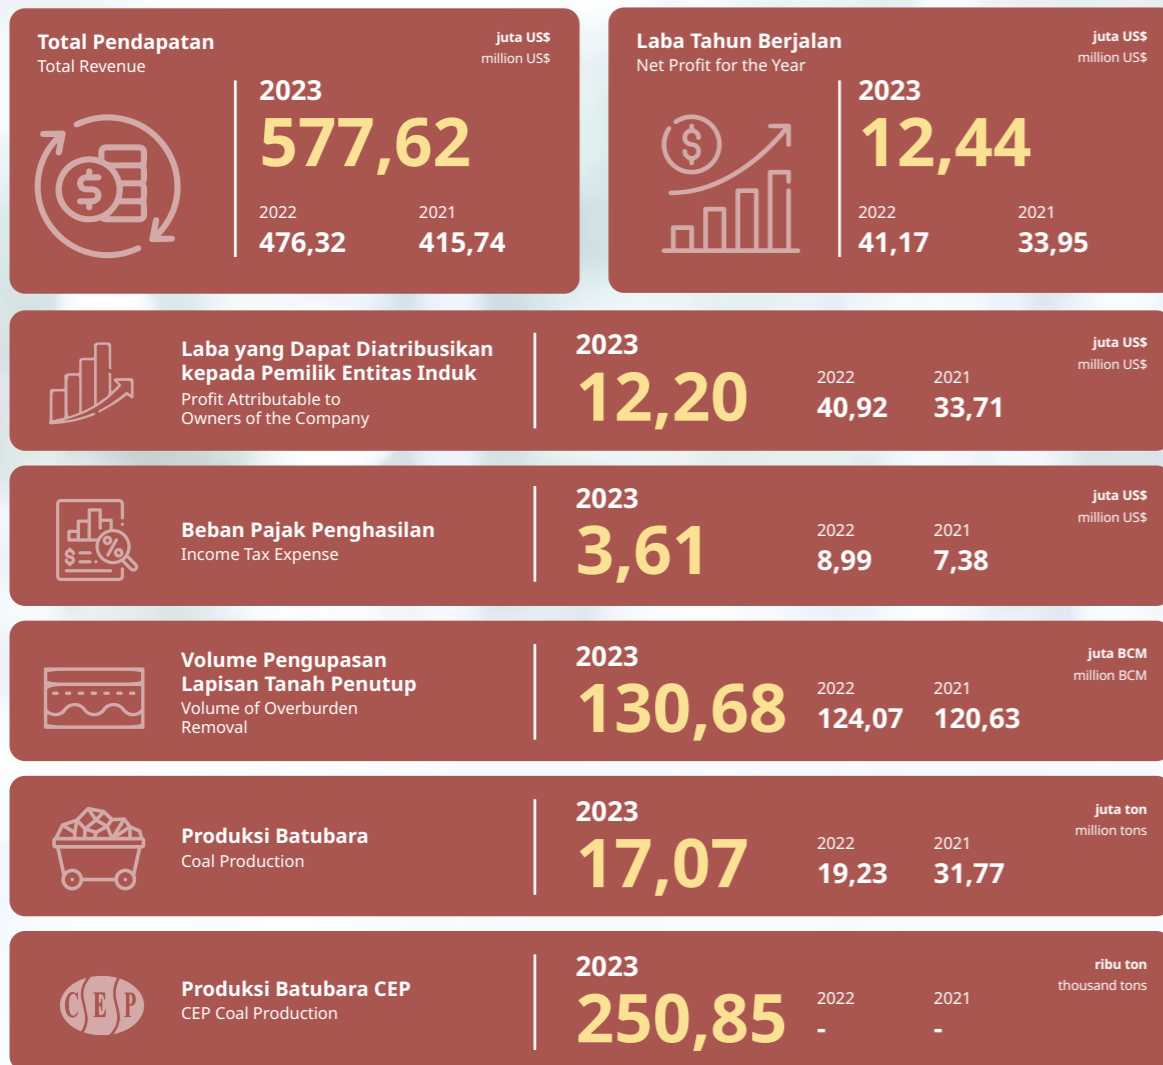 Total Pendapatan
Total Revenue
juta US$
million US$
2023
577,62
2022
476,32
2021
415,74
Laba Tahun Berjalan
Net Profit for the Year
juta US$
million US$
2023
12,44
2022
41,17
2021
33,95
Laba yang Dapat Diatribusikan
kepada Pemilik Entitas Induk
Profit Attributable to
Owners of the Company
2023
12,20
2022
40,92
2021
33,71
juta US$
million US$
Beban Pajak Penghasilan
Income Tax Expense
2023
3,61
2022
8,99
2021
7,38
juta US$
million US$
Volume Pengupasan
Lapisan Tanah Penutup
Volume of Overburden
Removal
2023
130,68
2022
124,07
2021
120,63
juta BCM
million BCM
Produksi Batubara
Coal Production
2023
17,07
2022
19,23
2021
31,77
juta ton
million tons
CEP
Produksi Batubara CEP
CEP Coal Production
2023
250,85
2022
-
2021
-
ribu ton
thousand tons